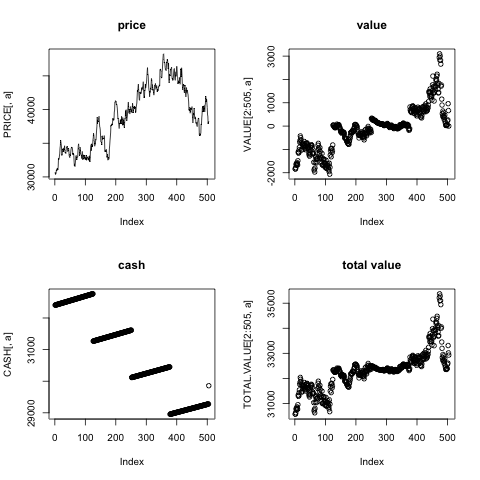 price
PRICE[, a]
30000
40000
0
100
200
300
400
500
Index
value
VALUE[2:505, a]
-2000
0
1000
3000
0
100
200
300
400
500
Index
cash
CASH[, a]
29000
31000
0
100
200
300
400
500
Index
total value
TOTAL.VALUE[2:505, a]
31000
33000
35000
0
100
200
300
400
500
Index